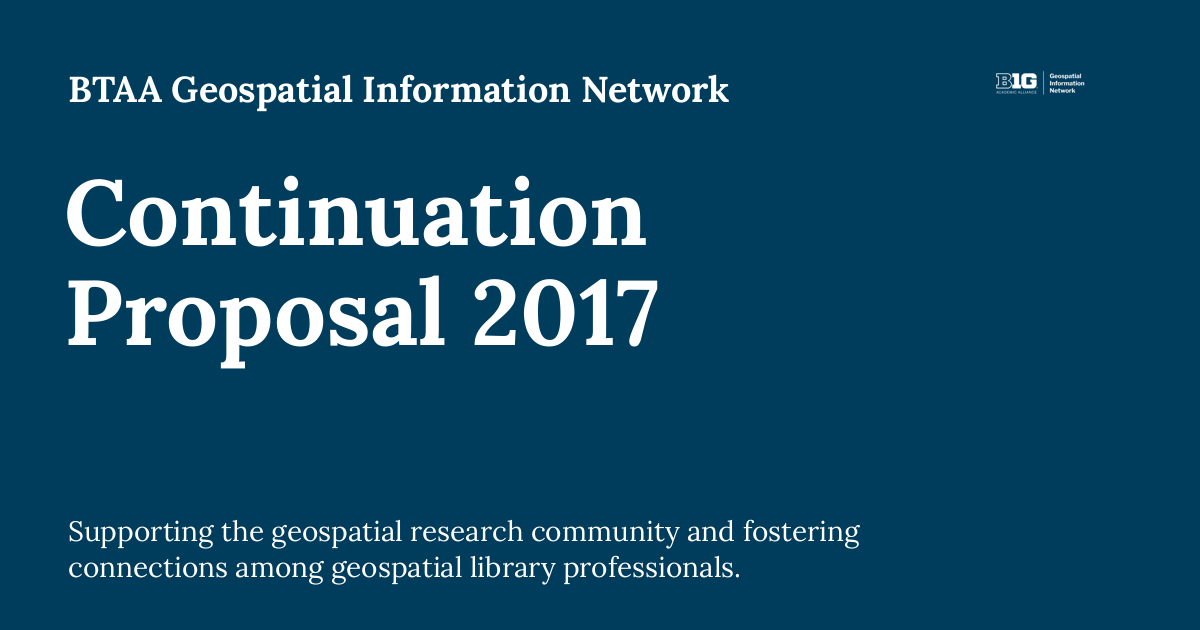 BTAA Geospatial Information Network
B1G
ACADEMIC ALLIANCE
Geospatial
Information
Network
Continuation
Proposal 2017
Supporting the geospatial research community and fostering
connections among geospatial library professionals.